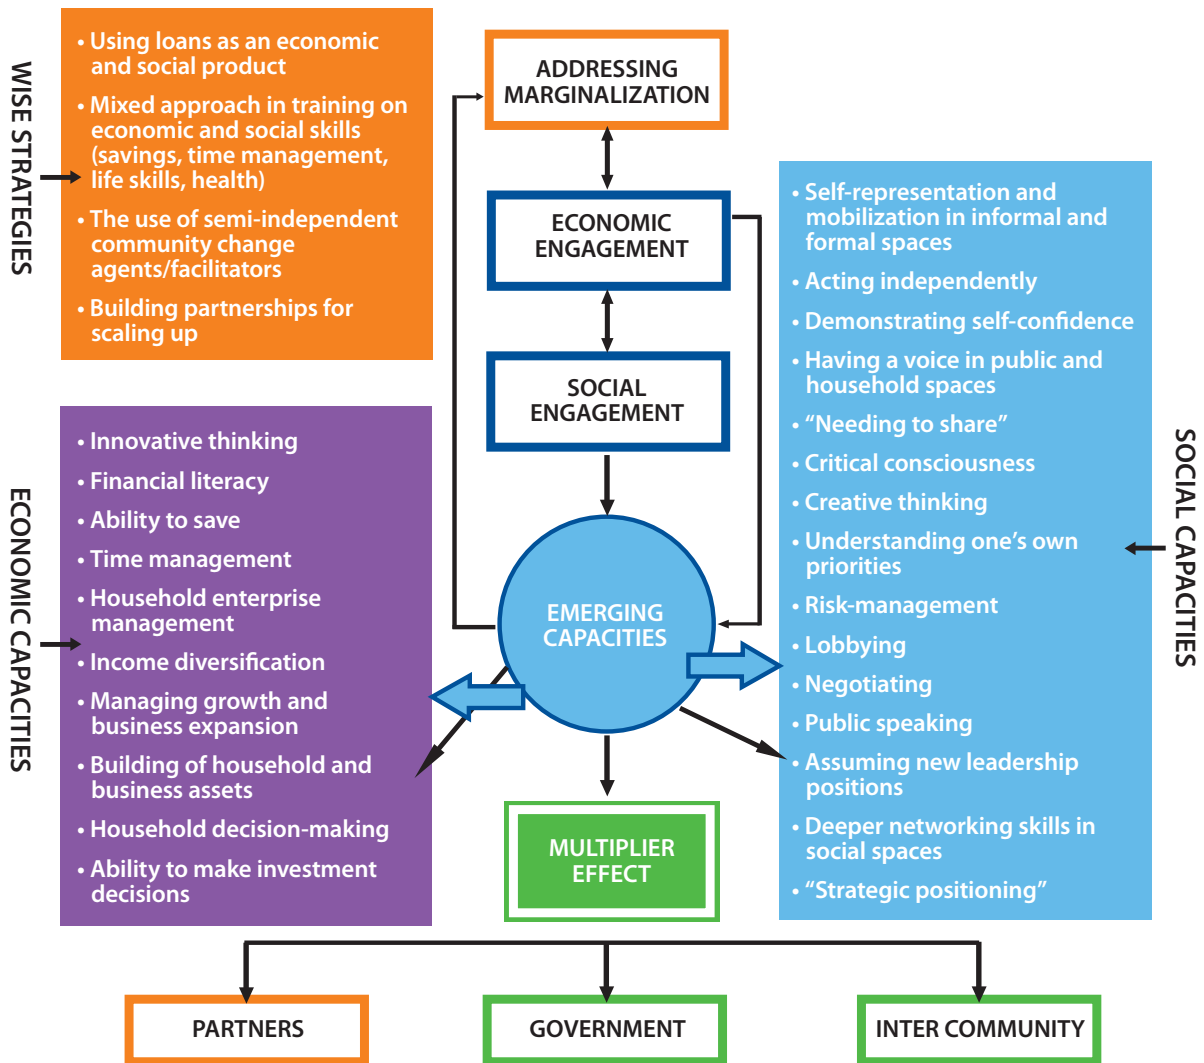 WISE STRATEGIES
• Using loans as an economic
and social product
• Mixed approach in training on
economic and social skills
(savings, time management,
life skills, health)
• The use of semi-independent
community change
agents/facilitators
• Building partnerships for
scaling up
ADDRESSING
MARGINALIZATION
ECONOMIC
ENGAGEMENT
SOCIAL
ENGAGEMENT
EMERGING
CAPACITIES
MULTIPLIER
EFFECT
ECONOMIC CAPACITIES
• Innovative thinking
• Financial literacy
• Ability to save
• Time management
• Household enterprise
management
• Income diversification
• Managing growth and
business expansion
• Building of household and
business assets
• Household decision-making
• Ability to make investment
decisions
• Self-representation and
mobilization in informal and
formal spaces
• Acting independently
• Demonstrating self-confidence
• Having a voice in public and
household spaces
• “Needing to share”
• Critical consciousness
• Creative thinking
• Understanding one’s own
priorities
• Risk-management
• Lobbying
• Negotiating
• Public speaking
• Assuming new leadership
positions
• Deeper networking skills in
social spaces
• “Strategic positioning”
SOCIAL CAPACITIES
PARTNERS
GOVERNMENT
INTER COMMUNITY